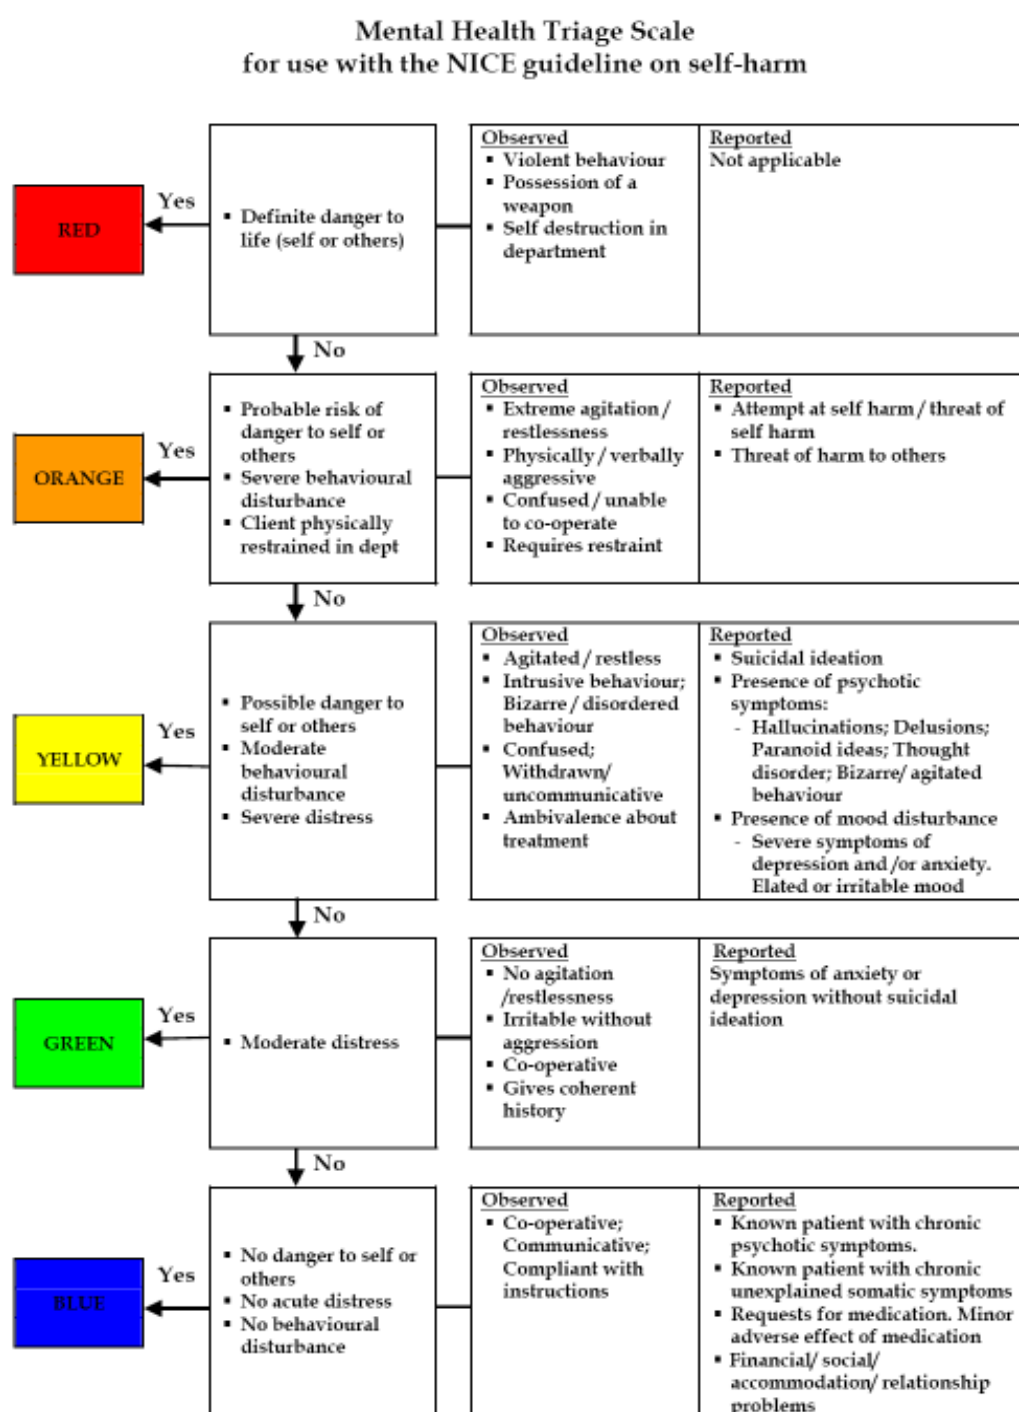 Mental Health Triage Scale
for use with the NICE guideline on self-harm
RED
Yes
▪ Definite danger to
life (self or others)
Observed
▪ Violent behaviour
▪ Possession of a
weapon
▪ Self destruction in
department
Reported
Not applicable
No
ORANGE
Yes
▪ Probable risk of
danger to self or
others
▪ Severe behavioural
disturbance
▪ Client physically
restrained in dept
Observed
▪ Extreme agitation/
restlessness
▪ Physically/ verbally
aggressive
▪ Confused/ unable
to co-operate
▪ Requires restraint
Reported
▪ Attempt at self harm/ threat of
self harm
▪ Threat of harm to others
No
YELLOW
Yes
▪ Possible danger to
self or others
▪ Moderate
behavioural
disturbance
▪ Severe distress
Observed
▪ Agitated/ restless
▪ Intrusive behaviour;
Bizarre/ disordered
behaviour
▪ Confused;
Withdrawn/
uncommunicative
▪ Ambivalence about
treatment
Reported
▪ Suicidal ideation
▪ Presence of psychotic
symptoms:
- Hallucinations; Delusions;
Paranoid ideas; Thought
disorder; Bizarre/ agitated
behaviour
▪ Presence of mood disturbance
- Severe symptoms of
depression and/or anxiety.
Elated or irritable mood
No
GREEN
Yes
▪ Moderate distress
Observed
▪ No agitation
/restlessness
▪ Irritable without
aggression
▪ Co-operative
▪ Gives coherent
history
Reported
Symptoms of anxiety or
depression without suicidal
ideation
No
BLUE
Yes
▪ No danger to self or
others
▪ No acute distress
▪ No behavioural
disturbance
Observed
▪ Co-operative;
Communicative;
Compliant with
instructions
Reported
▪ Known patient with chronic
psychotic symptoms.
▪ Known patient with chronic
unexplained somatic symptoms
▪ Requests for medication. Minor
adverse effect of medication
▪ Financial/ social/
accommodation/ relationship
problems